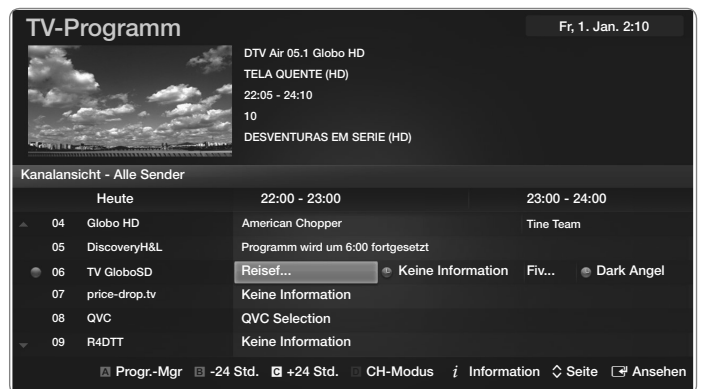 TV-Programm
Fr, 1. Jan. 2:10
DTV Air 05.1 Globo HD
TELA QUENTE (HD)
22:05 - 24:10
10
DESVENTURAS EM SERIE (HD)
Kanalansicht - Alle Sender
Heute 22:00 - 23:00 23:00 - 24:00
04 Globo HD American Chopper Tine Team
05 DiscoveryH&L Programm wird um 6:00 fortgesetzt
06 TV GloboSD Reisef... Keine Information Fiv... Dark Angel
07 price-drop.tv Keine Information
08 QVC QVC Selection
09 R4DTT Keine Information
A Progr.-Mgr B -24 Std. C +24 Std. D CH-Modus i Information Seite Ansehen